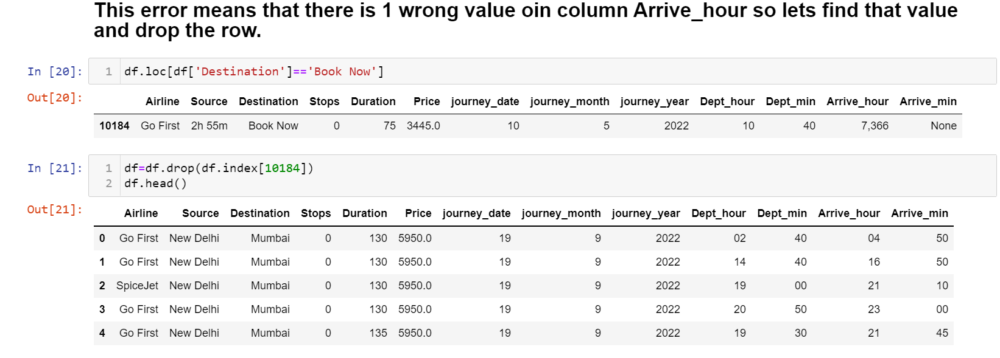 This error means that there is 1 wrong value oin column Arrive_hour so lets find that value
and drop the row.
In [20]: 1 df.loc[df['Destination']=='Book Now']
Out[20]:
Airline Source Destination Stops Duration Price journey_date journey_month journey_year Dept_hour Dept_min Arrive_hour Arrive_min
10184 Go First 2h 55m Book Now 0 75 3445.0 10 5 2022 10 40 7,366 None
In [21]: 1 df=df.drop(df.index[10184])
2 df.head()
Out[21]:
Airline Source Destination Stops Duration Price journey_date journey_month journey_year Dept_hour Dept_min Arrive_hour Arrive_min
0 Go First New Delhi Mumbai 0 130 5950.0 19 9 2022 02 40 04 50
1 Go First New Delhi Mumbai 0 130 5950.0 19 9 2022 14 40 16 50
2 SpiceJet New Delhi Mumbai 0 130 5950.0 19 9 2022 19 00 21 10
3 Go First New Delhi Mumbai 0 130 5950.0 19 9 2022 20 50 23 00
4 Go First New Delhi Mumbai 0 135 5950.0 19 9 2022 19 30 21 45